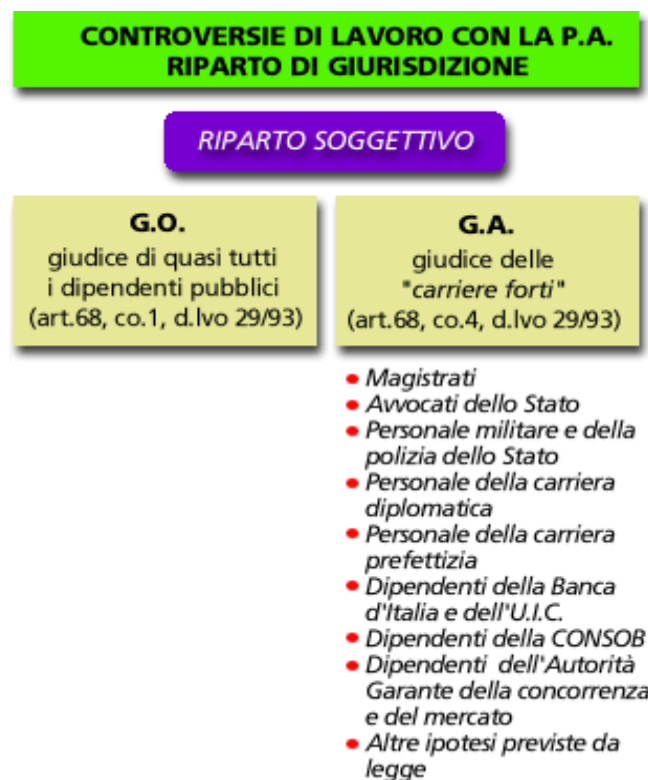 CONTROVERSIE DI LAVORO CON LA P.A.
RIPARTO DI GIURISDIZIONE
RIPARTO SOGGETTIVO
G.O.
giudice di quasi tutti
i dipendenti pubblici
(art.68, co.1, d.lvo 29/93)
G.A.
giudice delle
"carriere forti"
(art.68, co.4, d.lvo 29/93)
• Magistrati
• Avvocati dello Stato
• Personale militare e della
polizia dello Stato
• Personale della carriera
diplomatica
• Personale della carriera
prefettizia
• Dipendenti della Banca
d'Italia e dell'U.I.C.
• Dipendenti della CONSOB
• Dipendenti dell'Autorità
Garante della concorrenza
e del mercato
• Altre ipotesi previste da
legge